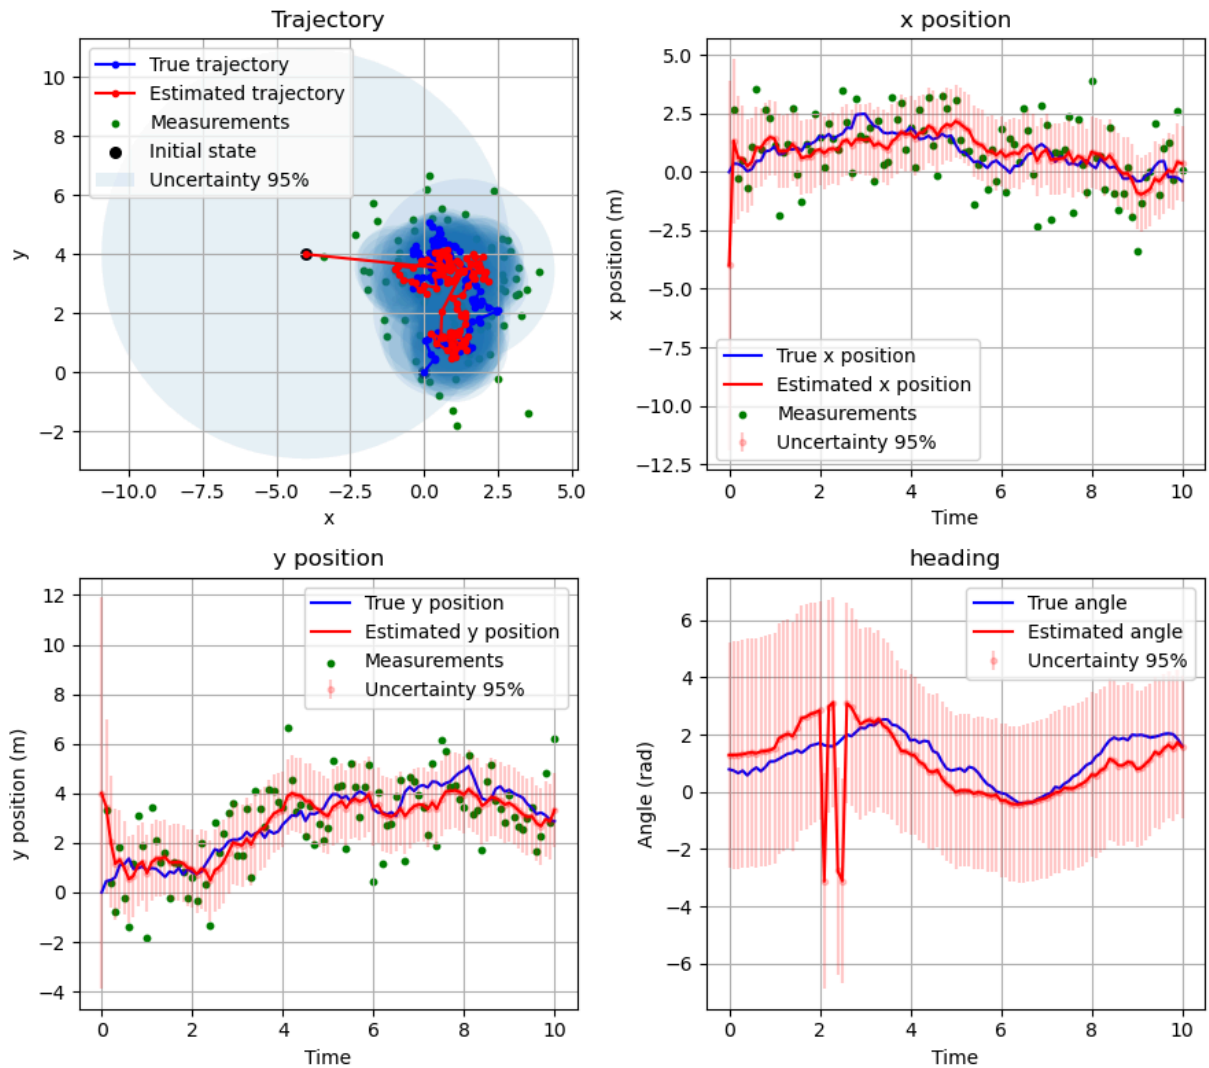 Trajectory
True trajectory
Estimated trajectory
Measurements
Initial state
Uncertainty 95%
10
8
6
4
2
0
−2
y
−10.0 −7.5 −5.0 −2.5 0.0 2.5 5.0
x
x position
5.0
2.5
0.0
−2.5
−5.0
−7.5
−10.0
−12.5
x position (m)
True x position
Estimated x position
Measurements
Uncertainty 95%
0 2 4 6 8 10
Time
y position
True y position
Estimated y position
Measurements
Uncertainty 95%
12
10
8
6
4
2
0
−2
−4
y position (m)
0 2 4 6 8 10
Time
heading
True angle
Estimated angle
Uncertainty 95%
6
4
2
0
−2
−4
−6
Angle (rad)
0 2 4 6 8 10
Time